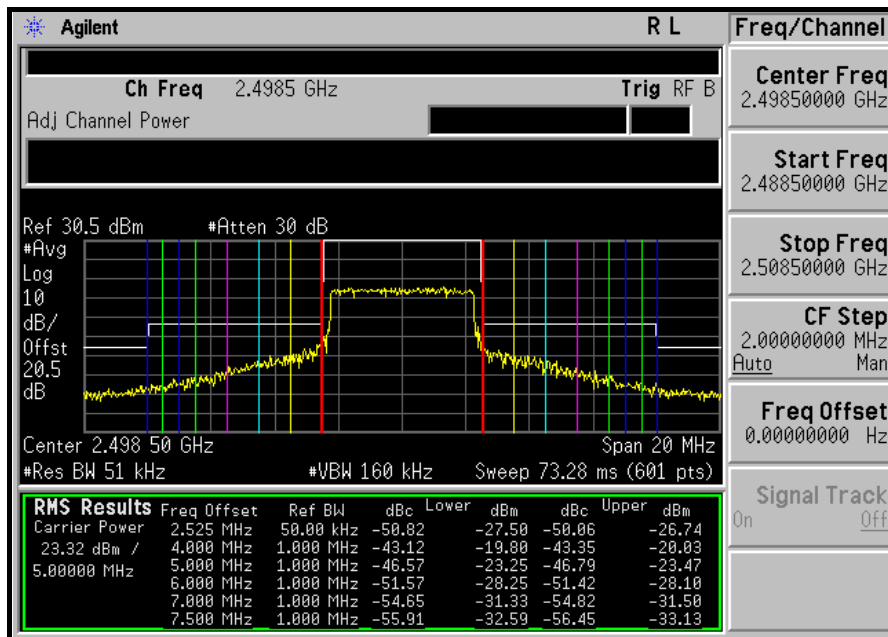 Agilent R L Freq/Channel
Ch Freq 2.4985 GHz Trig RF B
Adj Channel Power
Center Freq
2.49850000 GHz
Start Freq
2.48850000 GHz
Stop Freq
2.50850000 GHz
CF Step
2.00000000 MHz
Auto Man
Freq Offset
0.00000000 Hz
Signal Track
On Off
Ref 30.5 dBm #Atten 30 dB
#Avg
Log
10
dB/
Offst
20.5
dB
Center 2.498 50 GHz Span 20 MHz
#Res BW 51 kHz #VBW 160 kHz Sweep 73.28 ms (601 pts)
RMS Results Freq Offset Ref BW dBc Lower dBm dBc Upper dBm
Carrier Power 2.525 MHz 50.00 kHz -50.82 -27.50 -50.06 -26.74
23.32 dBm / 4.000 MHz 1.000 MHz -43.12 -19.80 -43.35 -20.03
5.00000 MHz 5.000 MHz 1.000 MHz -46.57 -23.25 -46.79 -23.47
6.000 MHz 1.000 MHz -51.57 -28.25 -51.42 -28.10
7.000 MHz 1.000 MHz -54.65 -31.33 -54.82 -31.50
7.500 MHz 1.000 MHz -55.91 -32.59 -56.45 -33.13